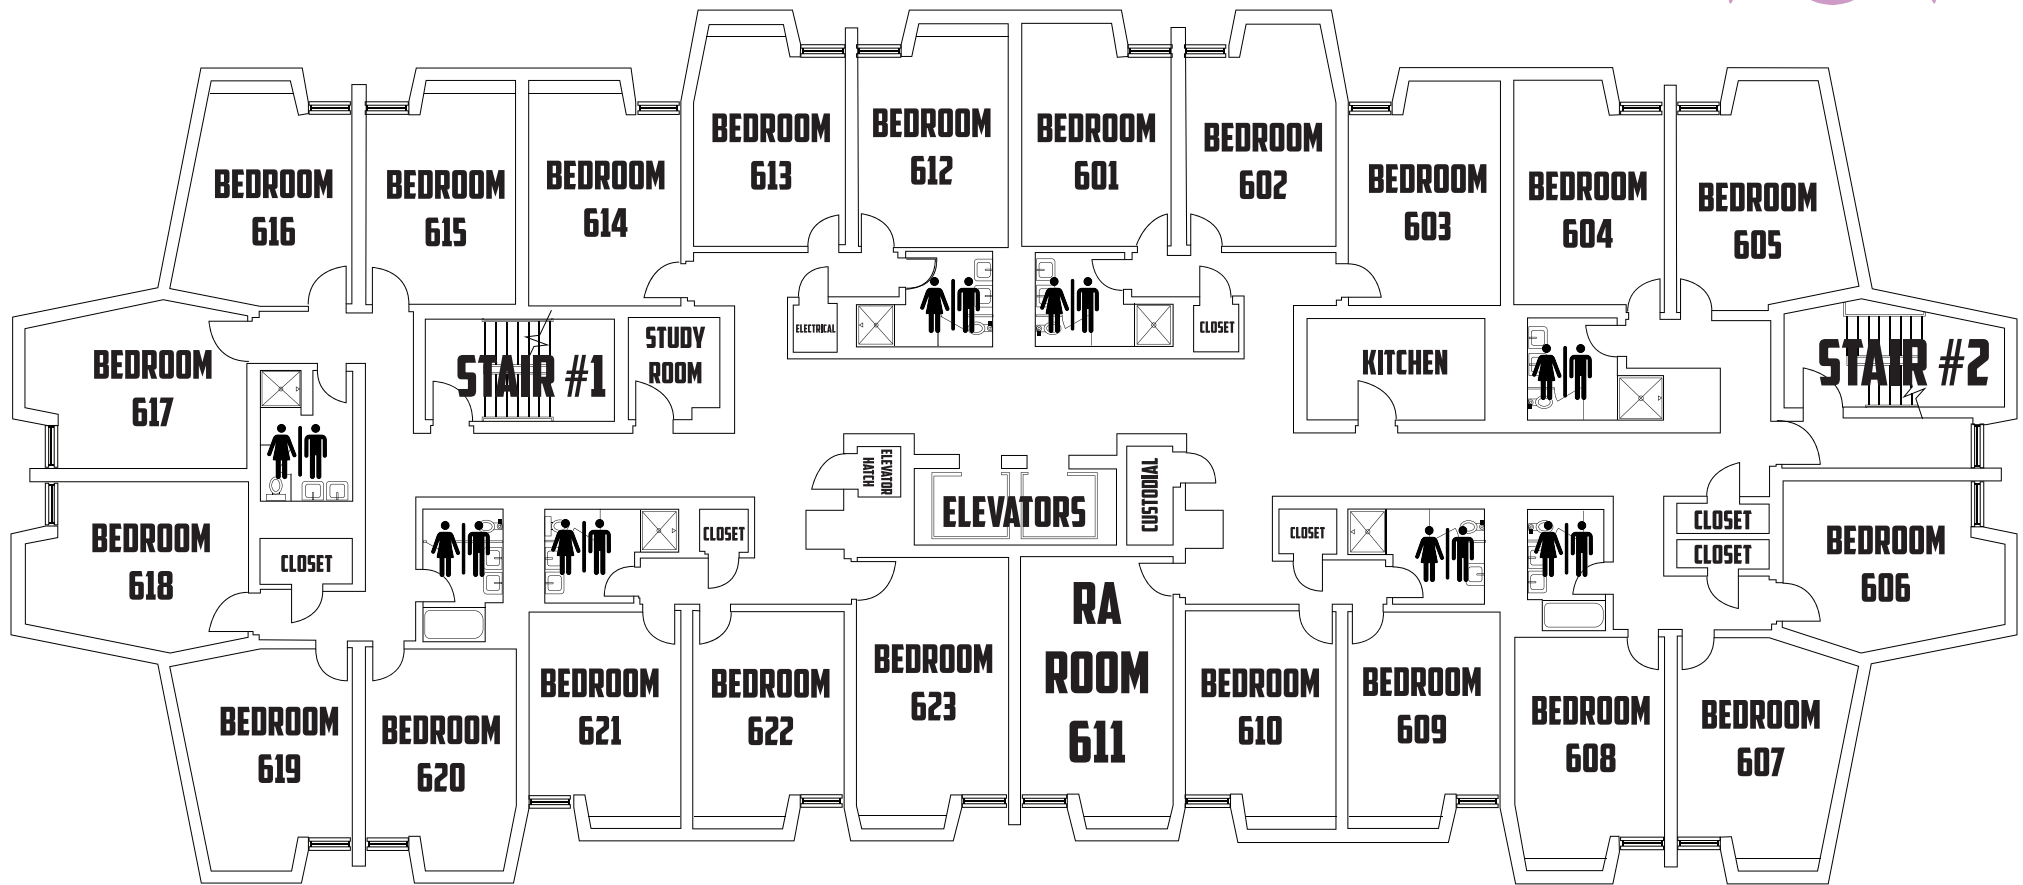 BEDROOM
616
BEDROOM
615
BEDROOM
614
BEDROOM
613
BEDROOM
612
BEDROOM
601
BEDROOM
602
BEDROOM
603
BEDROOM
604
BEDROOM
605
BEDROOM
617
STAIR #1
STUDY
ROOM
ELECTRICAL
CLOSET
KITCHEN
STAIR #2
ELEVATOR
HATCH
ELEVATORS
CUSTODIAL
BEDROOM
618
CLOSET
CLOSET
CLOSET
CLOSET
CLOSET
BEDROOM
606
BEDROOM
619
BEDROOM
620
BEDROOM
621
BEDROOM
622
BEDROOM
623
RA
ROOM
611
BEDROOM
610
BEDROOM
609
BEDROOM
608
BEDROOM
607